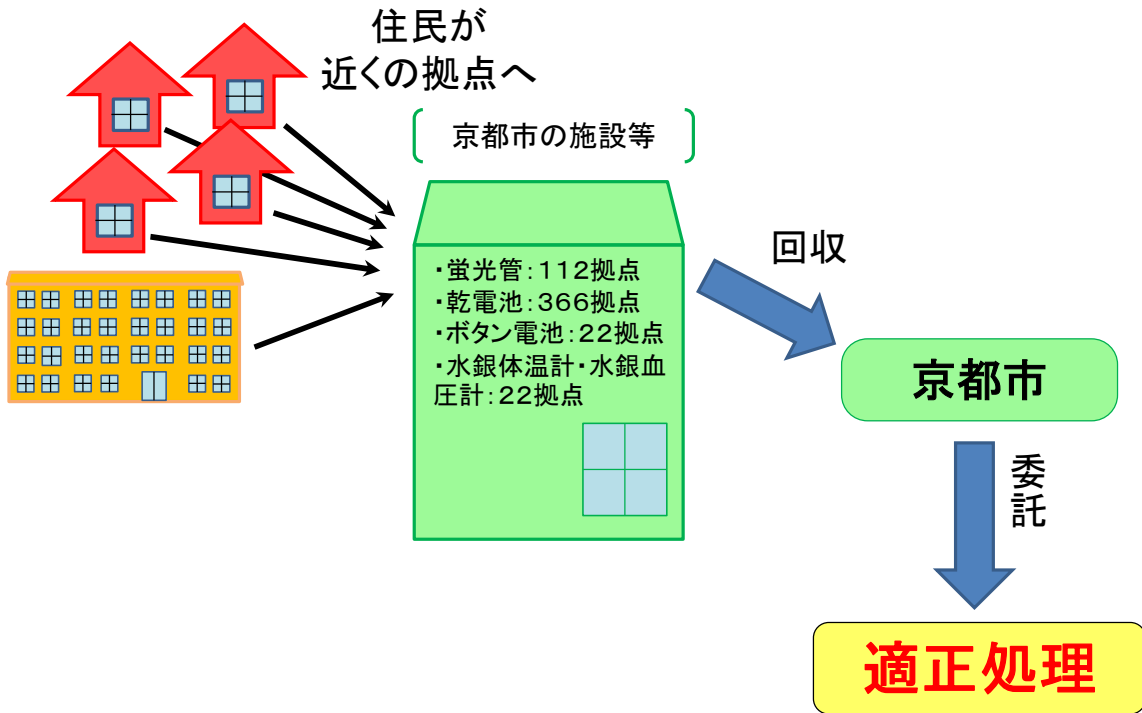 住民が
近くの拠点へ
京都市の施設等
・蛍光管：１１２拠点
・乾電池：３６６拠点
・ボタン電池：２２拠点
・水銀体温計・水銀血
圧計：２２拠点
回収
京都市
委託
適正処理